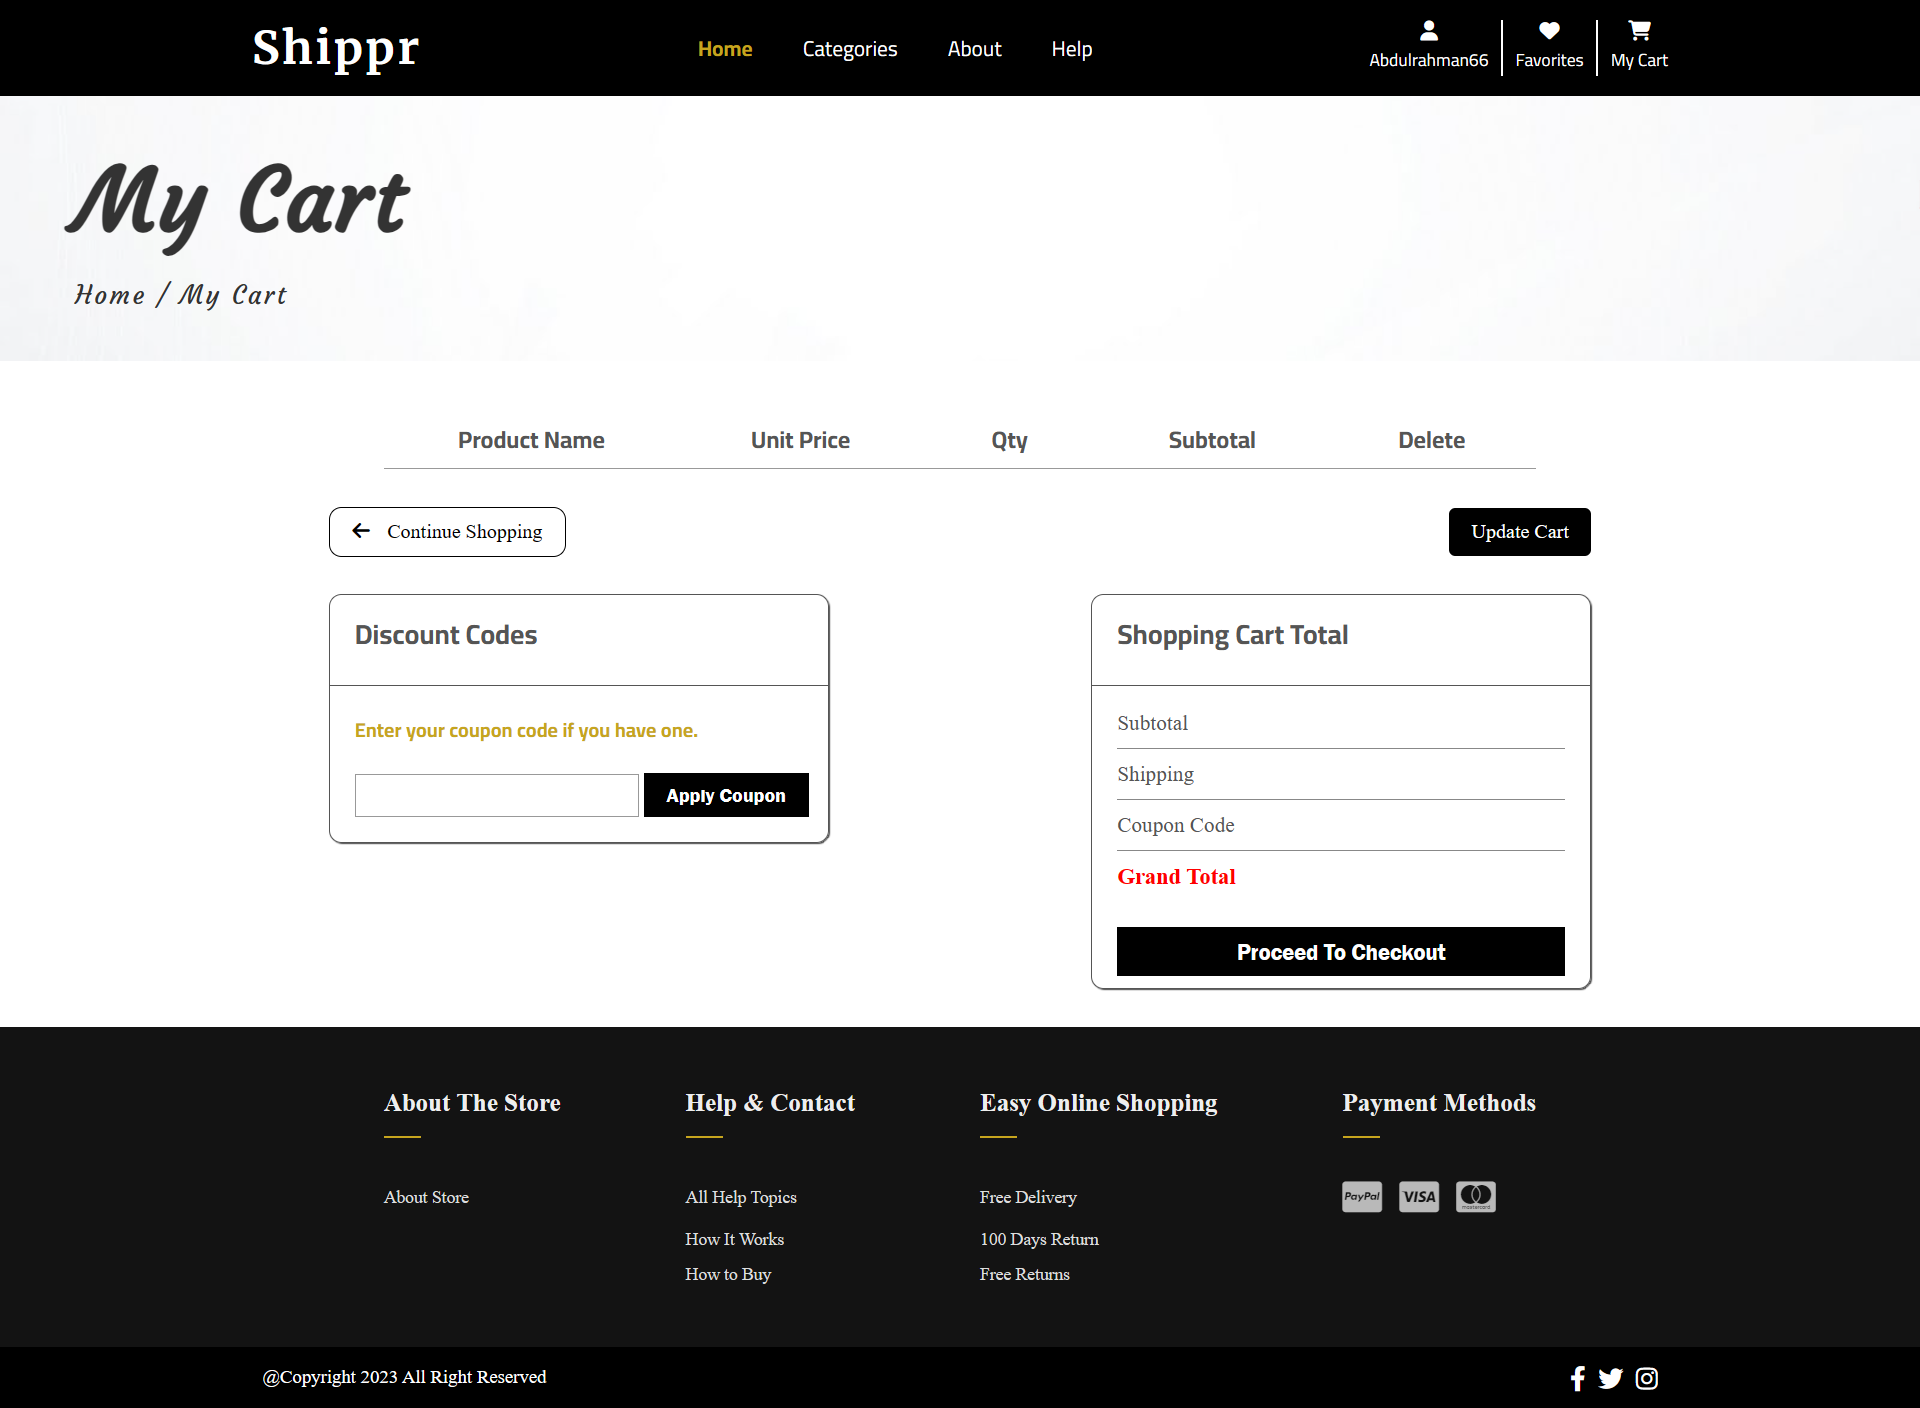 Shippr
Home Categories About Help
Abdulrahman66 Favorites My Cart
My Cart
Home / My Cart
Product Name Unit Price Qty Subtotal Delete
Continue Shopping Update Cart
Discount Codes
Enter your coupon code if you have one.
Apply Coupon
Shopping Cart Total
Subtotal
Shipping
Coupon Code
Grand Total
Proceed To Checkout
About The Store
About Store
Help & Contact
All Help Topics
How It Works
How to Buy
Easy Online Shopping
Free Delivery
100 Days Return
Free Returns
Payment Methods
PayPal VISA mastercard
@Copyright 2023 All Right Reserved